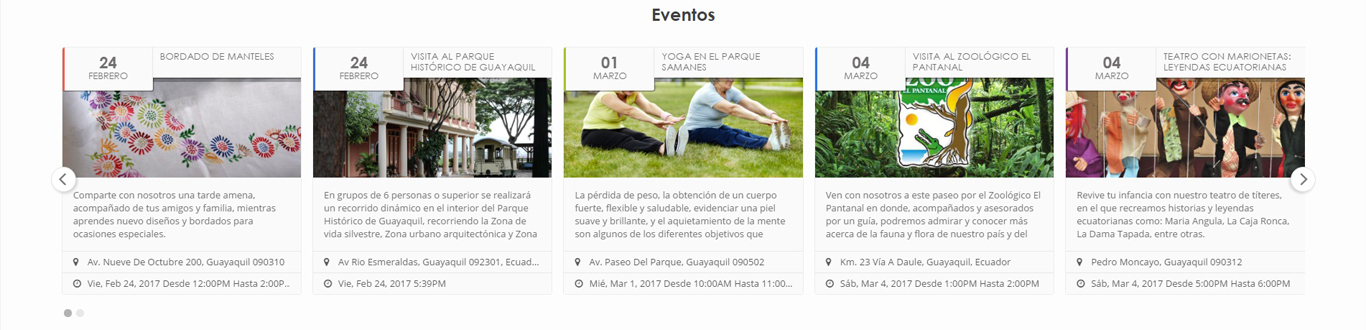 Eventos
24
FEBRERO
BORDADO DE MANTELES
Comparte con nosotros una tarde amena,
acompañado de tus amigos y familia, mientras
aprendes nuevo diseños y bordados para
ocasiones especiales.
Av. Nueve De Octubre 200, Guayaquil 090310
Vie, Feb 24, 2017 Desde 12:00PM Hasta 2:00P...
24
FEBRERO
VISITA AL PARQUE
HISTÓRICO DE GUAYAQUIL
En grupos de 6 personas o superior se realizará
un recorrido dinámico en el interior del Parque
Histórico de Guayaquil, recorriendo la Zona de
vida silvestre, Zona urbano arquitectónica y Zona
Av Rio Esmeraldas, Guayaquil 092301, Ecuad...
Vie, Feb 24, 2017 5:39PM
01
MARZO
YOGA EN EL PARQUE
SAMANES
La pérdida de peso, la obtención de un cuerpo
fuerte, flexible y saludable, evidenciar una piel
suave y brillante, y el aquietamiento de la mente
son algunos de los diferentes objetivos que
Av. Paseo Del Parque, Guayaquil 090502
Mié, Mar 1, 2017 Desde 10:00AM Hasta 11:00...
04
MARZO
VISITA AL ZOOLÓGICO EL
PANTANAL
ZOO
EL PANTANAL
Ven con nosotros a este paseo por el Zoológico El
Pantanal en donde, acompañados y asesorados
por un guía, podremos admirar y conocer más
acerca de la fauna y flora de nuestro país y del
Km. 23 Vía A Daule, Guayaquil, Ecuador
Sáb, Mar 4, 2017 Desde 1:00PM Hasta 2:00PM
04
MARZO
TEATRO CON MARIONETAS:
LEYENDAS ECUATORIANAS
Revive tu infancia con nuestro teatro de títeres,
en el que recreamos historias y leyendas
ecuatorianas como: Maria Angula, La Caja Ronca,
La Dama Tapada, entre otras.
Pedro Moncayo, Guayaquil 090312
Sáb, Mar 4, 2017 Desde 5:00PM Hasta 6:00PM